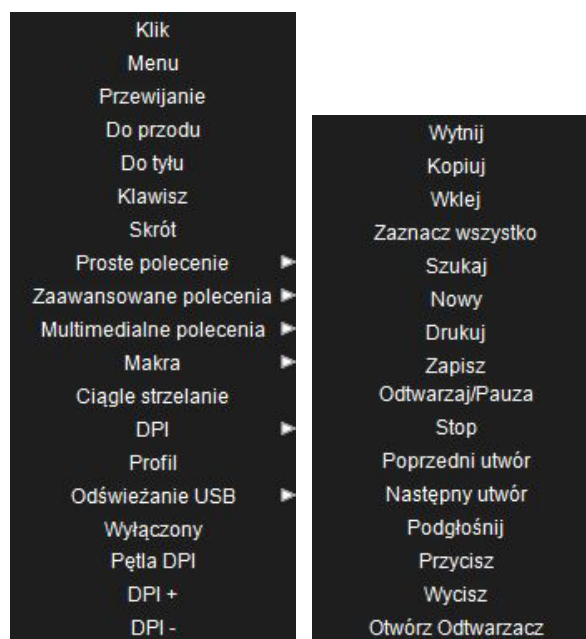 Klik
Menu
Przewijanie
Do przodu
Do tyłu
Klawisz
Skrót
Proste polecenie
Zaawansowane polecenia
Multimedialne polecenia
Makra
Ciągle strzelanie
DPI
Profil
Odświeżanie USB
Wyłączony
Pętla DPI
DPI +
DPI -
Wytnij
Kopiuj
Wklej
Zaznacz wszystko
Szukaj
Nowy
Drukuj
Zapisz
Odtwarzaj/Pauza
Stop
Poprzedni utwór
Następny utwór
Podgłośnij
Przycisz
Wycisz
Otwórz Odtwarzacz